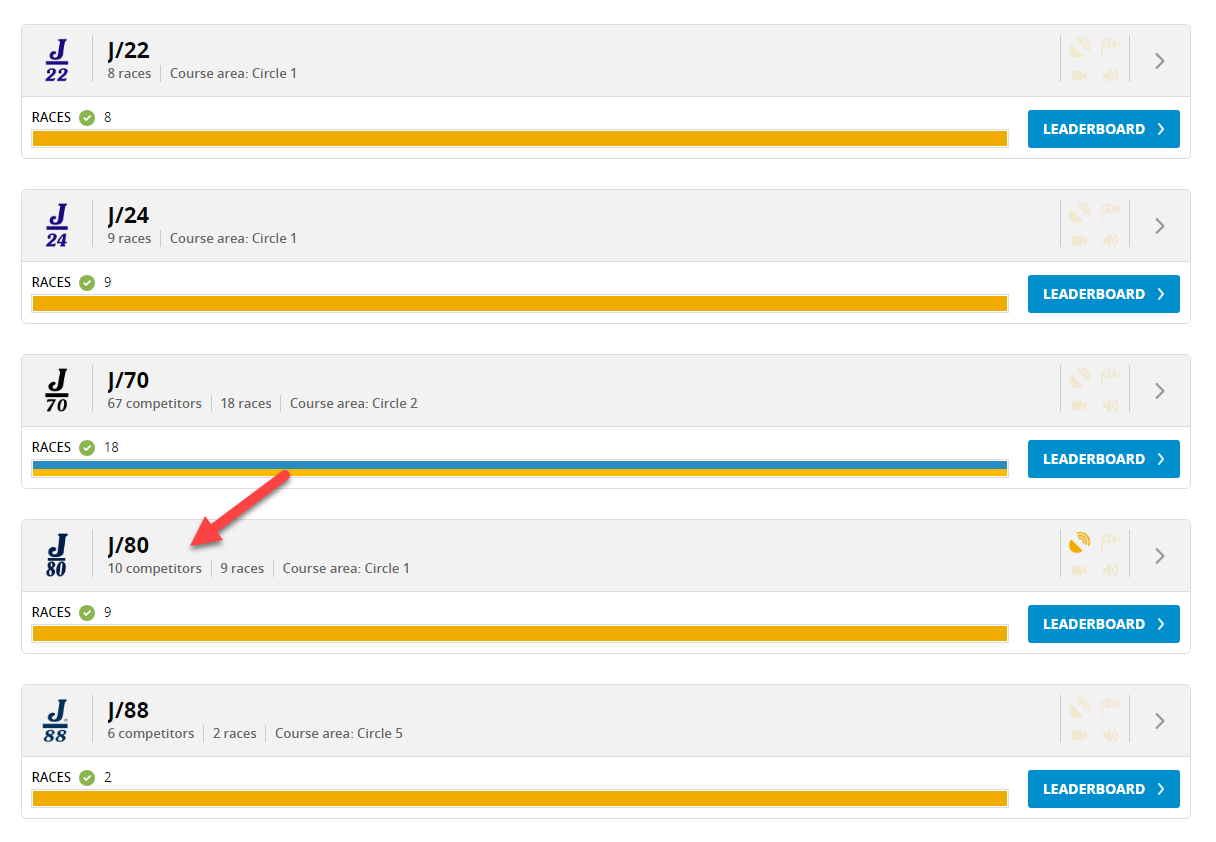 J
22
J/22
8 races Course area: Circle 1
RACES 8
LEADERBOARD
J
24
J/24
9 races Course area: Circle 1
RACES 9
LEADERBOARD
J
70
J/70
67 competitors 18 races Course area: Circle 2
RACES 18
LEADERBOARD
J
80
J/80
10 competitors 9 races Course area: Circle 1
RACES 9
LEADERBOARD
J
88
J/88
6 competitors 2 races Course area: Circle 5
RACES 2
LEADERBOARD